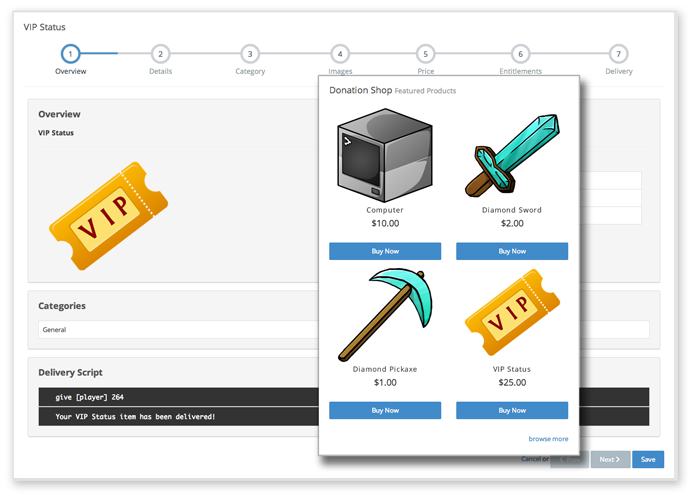 VIP Status
1
2
3
4
5
6
7
Overview
Details
Category
Images
Price
Entitlements
Delivery
Overview
VIP Status
VIP
Categories
General
Delivery Script
give [player] 264
Your VIP Status item has been delivered!
Donation Shop Featured Products
Computer
$10.00
Buy Now
Diamond Sword
$2.00
Buy Now
Diamond Pickaxe
$1.00
Buy Now
VIP
VIP Status
$25.00
Buy Now
browse more
Cancel or
Next
Save